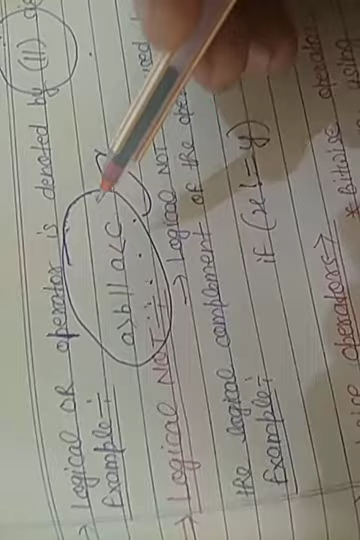 → Logical OR operator is denoted by (||)
Example:-
a>b || a<c
→ Logical NOT :-
→ Logical NOT
the logical complement of the
Example:- if (x != y)
operators→ * Bitwise operator